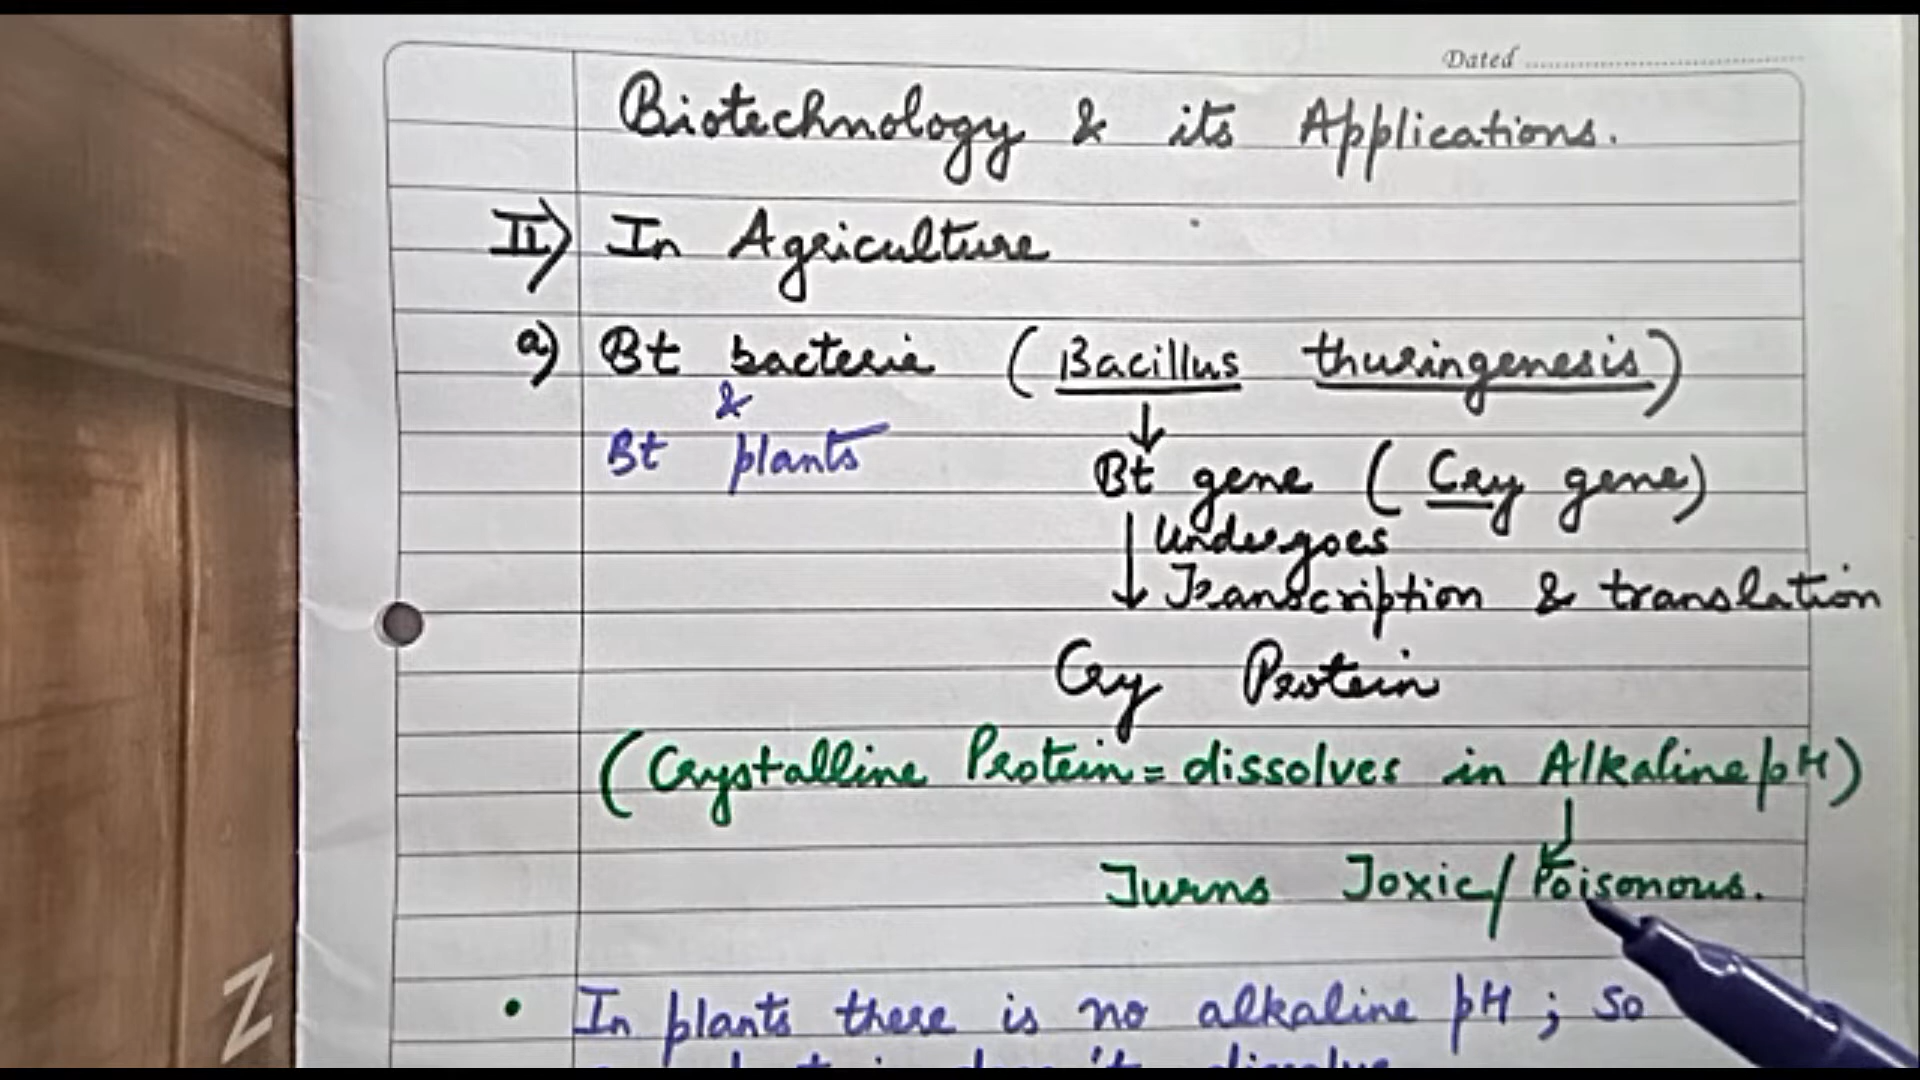 Dated
Biotechnology & its Applications.
II) In Agriculture
a) Bt bacteria (Bacillus thuringenesis)
&
Bt plants
Bt gene (Cry gene)
Undergoes
Transcription & translation
Cry Protein
(Crystalline Protein = dissolves in Alkaline pH)
Turns Toxic/Poisonous.
• In plants there is no alkaline pH; so
doesn't dissolve
Z